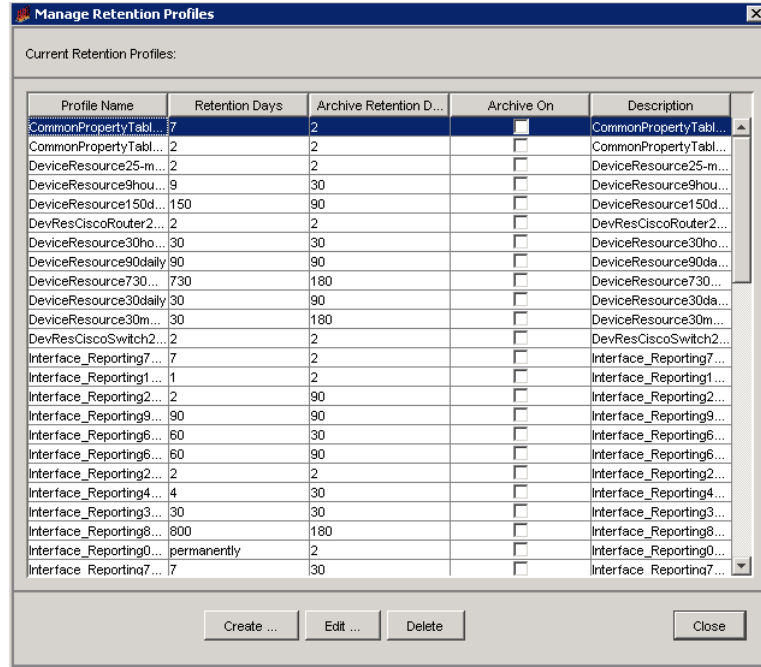 Manage Retention Profiles
Current Retention Profiles:
Profile Name Retention Days Archive Retention D... Archive On Description
CommonPropertyTabl... 7 2 CommonPropertyTabl...
CommonPropertyTabl... 2 2 CommonPropertyTabl...
DeviceResource25-m... 2 2 DeviceResource25-m...
DeviceResource9hou... 9 30 DeviceResource9hou...
DeviceResource150d... 150 90 DeviceResource150d...
DevResCiscoRouter2... 2 2 DevResCiscoRouter2...
DeviceResource30ho... 30 30 DeviceResource30ho...
DeviceResource90daily 90 90 DeviceResource90da...
DeviceResource730... 730 180 DeviceResource730...
DeviceResource30daily 30 90 DeviceResource30da...
DeviceResource30m... 30 180 DeviceResource30m...
DevResCiscoSwitch2... 2 2 DevResCiscoSwitch2...
Interface_Reporting7... 7 2 Interface_Reporting7...
Interface_Reporting1... 1 2 Interface_Reporting1...
Interface_Reporting2... 2 90 Interface_Reporting2...
Interface_Reporting9... 90 90 Interface_Reporting9...
Interface_Reporting6... 60 30 Interface_Reporting6...
Interface_Reporting6... 60 90 Interface_Reporting6...
Interface_Reporting2... 2 2 Interface_Reporting2...
Interface_Reporting4... 4 30 Interface_Reporting4...
Interface_Reporting3... 30 30 Interface_Reporting3...
Interface_Reporting8... 800 180 Interface_Reporting8...
Interface_Reporting0... permanently 2 Interface_Reporting0...
Interface_Reporting7... 7 30 Interface_Reporting7...
Create ... Edit ... Delete Close